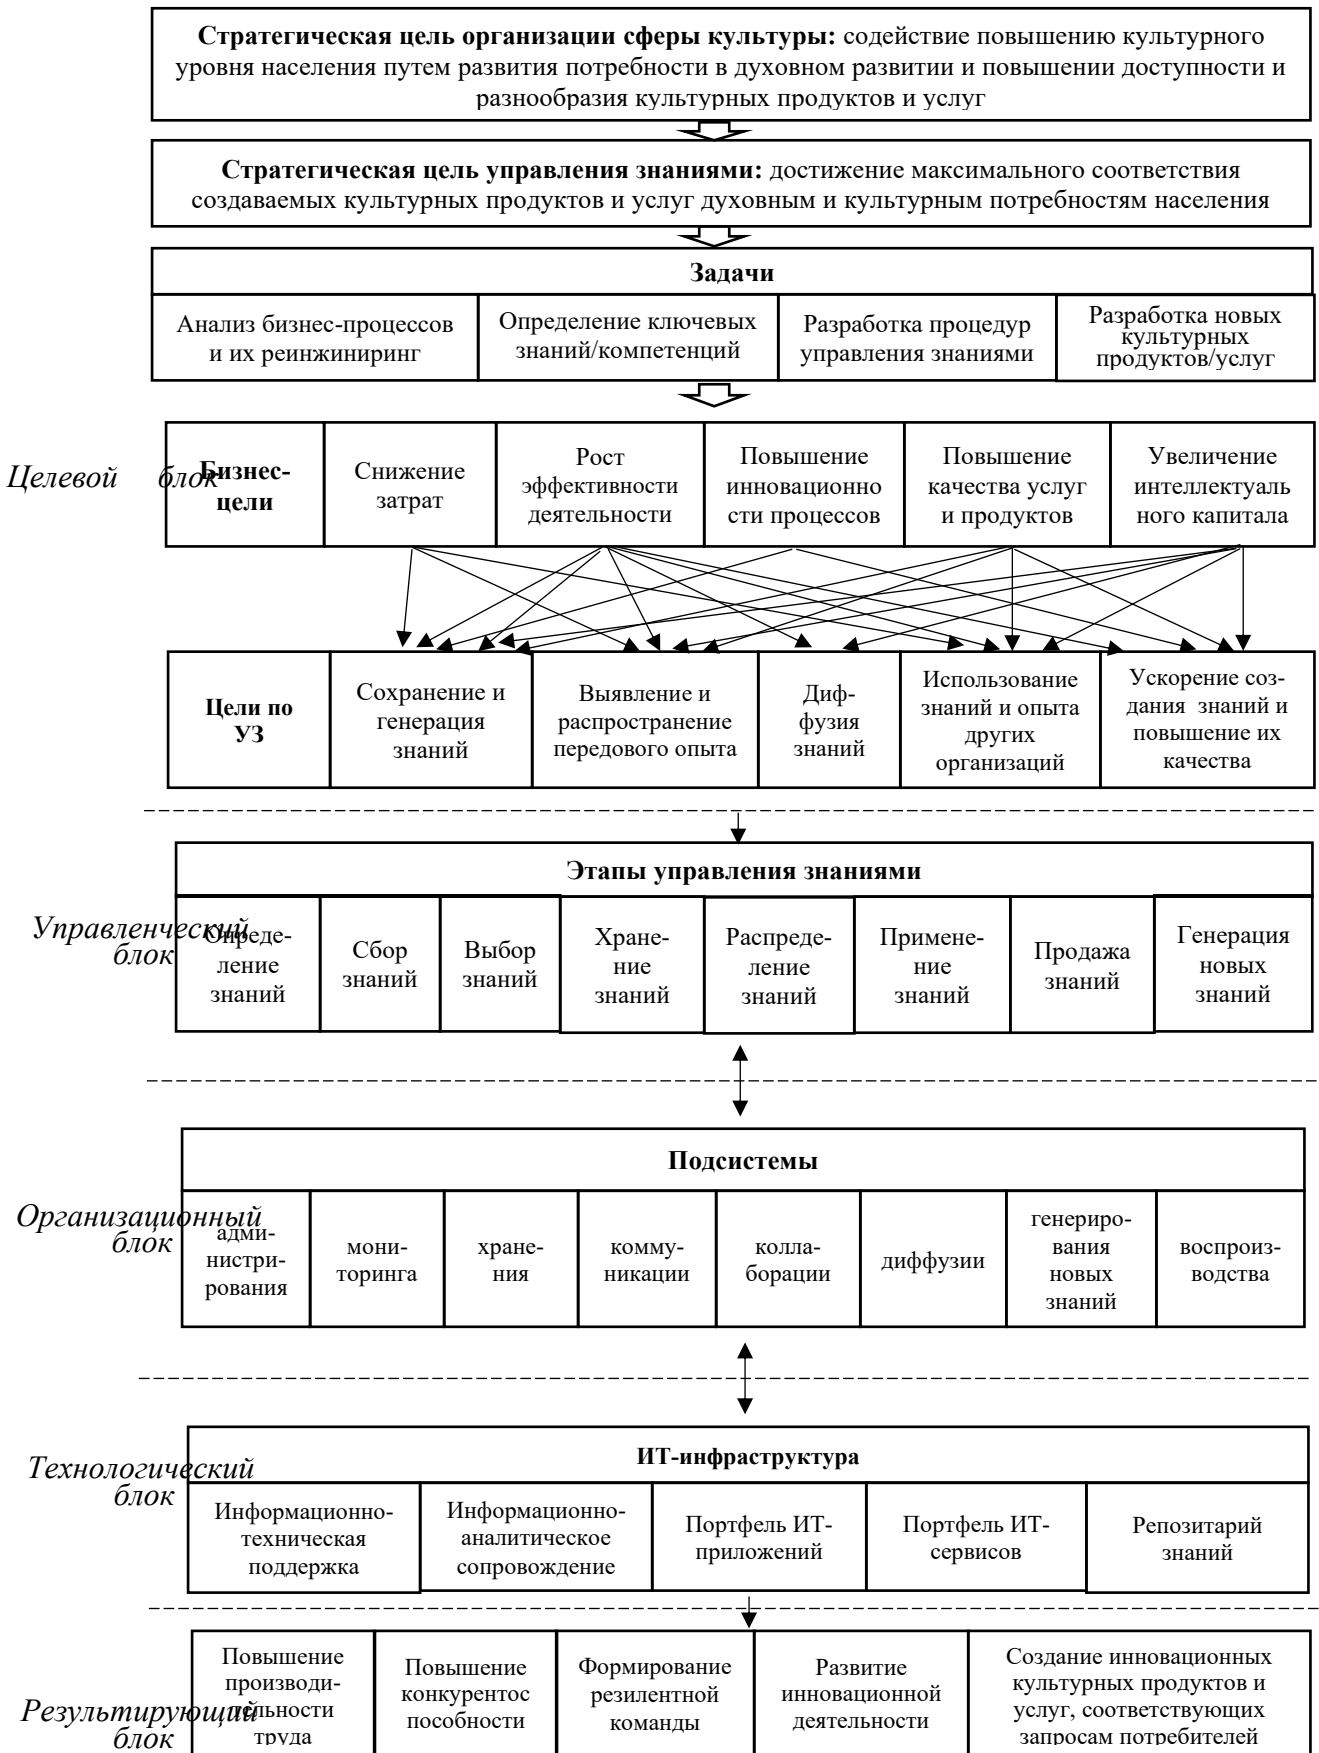 Стратегическая цель организации сферы культуры: содействие повышению культурного
уровня населения путем развития потребности в духовном развитии и повышении доступности и
разнообразия культурных продуктов и услуг
Стратегическая цель управления знаниями: достижение максимального соответствия
создаваемых культурных продуктов и услуг духовным и культурным потребностям населения
Задачи
Анализ бизнес-процессов
и их реинжиниринг
Определение ключевых
знаний/компетенций
Разработка процедур
управления знаниями
Разработка новых
культурных
продуктов/услуг
Целевой блок
Бизнес-
цели
Снижение
затрат
Рост
эффективности
деятельности
Повышение
инновационно
сти процессов
Повышение
качества услуг
и продуктов
Увеличение
интеллектуаль
ного капитала
Цели по
УЗ
Сохранение и
генерация
знаний
Выявление и
распространение
передового опыта
Диф-
фузия
знаний
Использование
знаний и опыта
других
организаций
Ускорение соз-
дания знаний и
повышение их
качества
Этапы управления знаниями
Управленческий
блок
Опреде-
ление
знаний
Сбор
знаний
Выбор
знаний
Хране-
ние
знаний
Распреде-
ление
знаний
Примене-
ние
знаний
Продажа
знаний
Генерация
новых
знаний
Подсистемы
Организационный
блок
адми-
нистри-
рования
мони-
торинга
хране-
ния
комму-
никации
колла-
борации
диффузии
генериро-
вания
новых
знаний
воспроиз-
водства
ИТ-инфраструктура
Технологический
блок
Информационно-
техническая
поддержка
Информационно-
аналитическое
сопровождение
Портфель ИТ-
приложений
Портфель ИТ-
сервисов
Репозитарий
знаний
Результирующий
блок
Повышение
производи-
тельности
труда
Повышение
конкурентос
пособности
Формирование
резилентной
команды
Развитие
инновационной
деятельности
Создание инновационных
культурных продуктов и
услуг, соответствующих
запросам потребителей